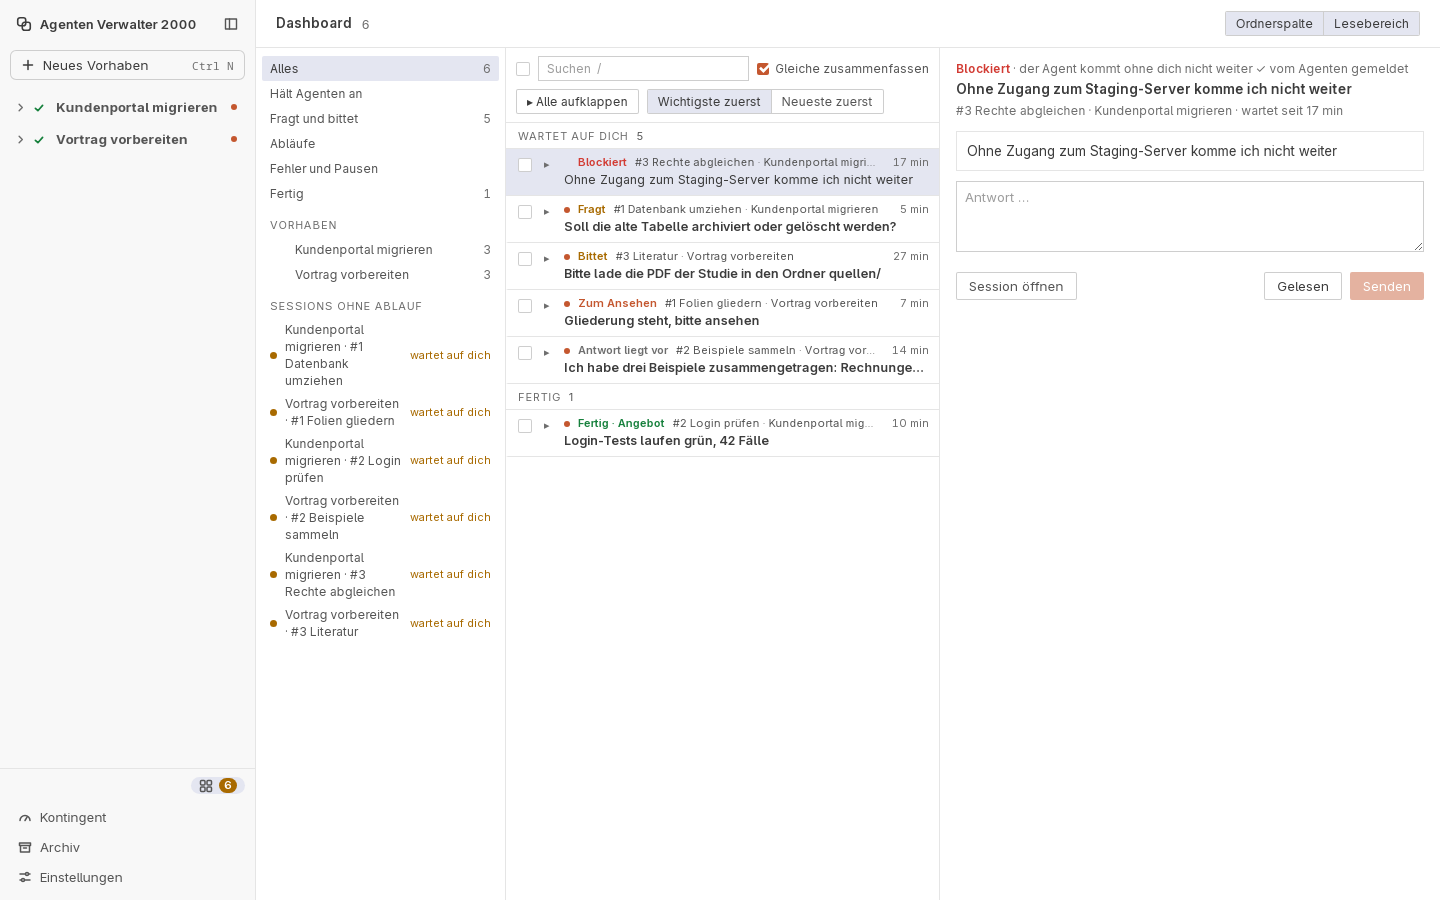 Agenten Verwalter 2000
Neues Vorhaben Ctrl N
Kundenportal migrieren
Vortrag vorbereiten
6
Kontingent
Archiv
Einstellungen
Dashboard 6
Ordnerspalte Lesebereich
Alles 6
Hält Agenten an
Fragt und bittet 5
Abläufe
Fehler und Pausen
Fertig 1
VORHABEN
Kundenportal migrieren 3
Vortrag vorbereiten 3
SESSIONS OHNE ABLAUF
Kundenportal
migrieren · #1
Datenbank
umziehen
wartet auf dich
Vortrag vorbereiten
· #1 Folien gliedern
wartet auf dich
Kundenportal
migrieren · #2 Login
prüfen
wartet auf dich
Vortrag vorbereiten
· #2 Beispiele
sammeln
wartet auf dich
Kundenportal
migrieren · #3
Rechte abgleichen
wartet auf dich
Vortrag vorbereiten
· #3 Literatur
wartet auf dich
Suchen /
Gleiche zusammenfassen
▸ Alle aufklappen
Wichtigste zuerst Neueste zuerst
WARTET AUF DICH 5
Blockiert #3 Rechte abgleichen · Kundenportal migri... 17 min
Ohne Zugang zum Staging-Server komme ich nicht weiter
Fragt #1 Datenbank umziehen · Kundenportal migrieren 5 min
Soll die alte Tabelle archiviert oder gelöscht werden?
Bittet #3 Literatur · Vortrag vorbereiten 27 min
Bitte lade die PDF der Studie in den Ordner quellen/
Zum Ansehen #1 Folien gliedern · Vortrag vorbereiten 7 min
Gliederung steht, bitte ansehen
Antwort liegt vor #2 Beispiele sammeln · Vortrag vor... 14 min
Ich habe drei Beispiele zusammengetragen: Rechnunge...
FERTIG 1
Fertig · Angebot #2 Login prüfen · Kundenportal mig... 10 min
Login-Tests laufen grün, 42 Fälle
Blockiert · der Agent kommt ohne dich nicht weiter ✓ vom Agenten gemeldet
Ohne Zugang zum Staging-Server komme ich nicht weiter
#3 Rechte abgleichen · Kundenportal migrieren · wartet seit 17 min
Ohne Zugang zum Staging-Server komme ich nicht weiter
Antwort ...
Session öffnen Gelesen Senden